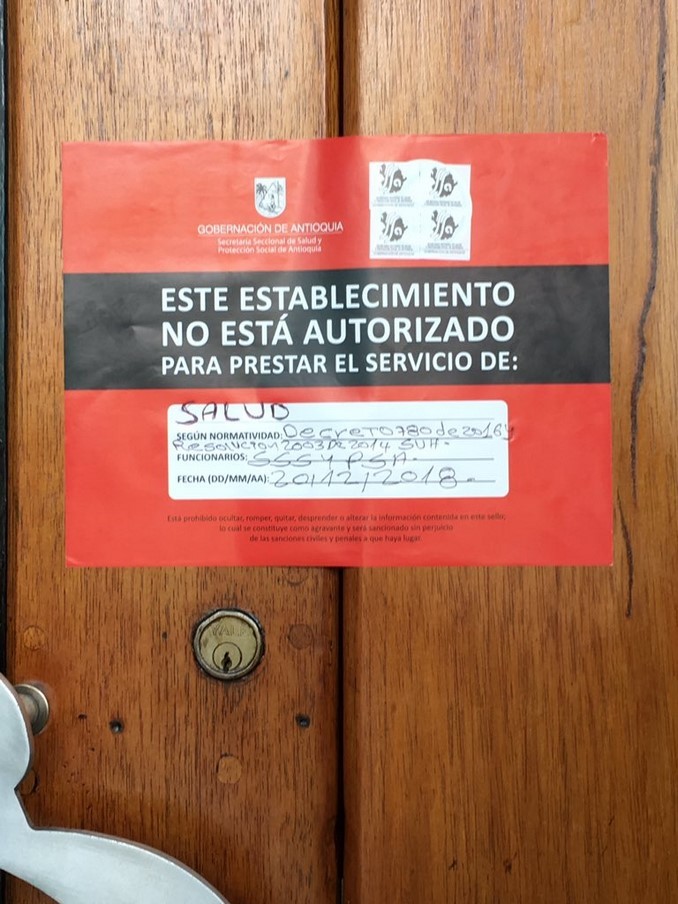 GOBERNACIÓN DE ANTIOQUIA
Secretaría Seccional de Salud y
Protección Social de Antioquia
ESTE ESTABLECIMIENTO
NO ESTÁ AUTORIZADO
PARA PRESTAR EL SERVICIO DE:
SALUD
SEGÚN NORMATIVIDAD: Decreto 780 de 2016 y
Resolucion 2003 De 2014 SUH-
FUNCIONARIOS: SSSYPSA-
FECHA (DD/MM/AA): 20/12/2018-
Está prohibido ocultar, romper, quitar, desprender o alterar la información contenida en este sello,
lo cual se constituye como agravante y será sancionado sin perjuicio
de las sanciones civiles y penales a que haya lugar.
YALE